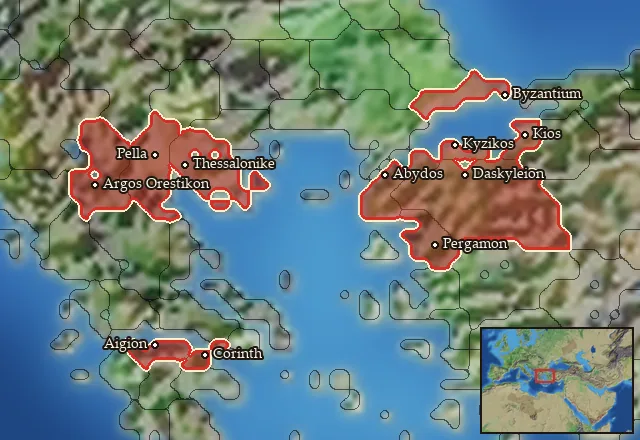 Byzantium
Kios
Kyzikos
Pella
Thessalonike
Abydos
Daskyleion
Argos Orestikon
Pergamon
Aigion
Corinth